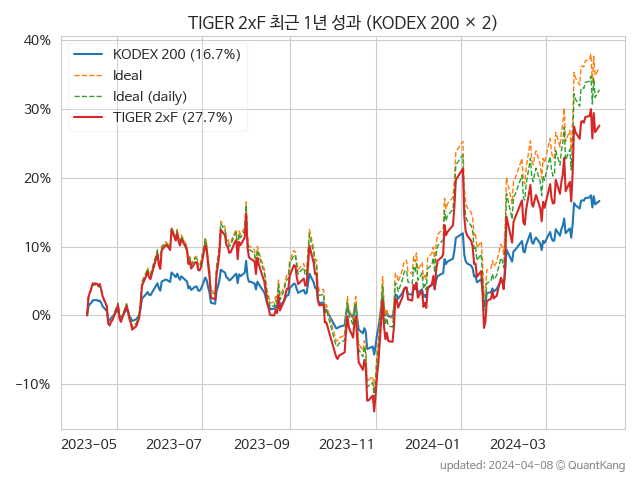 TIGER 2xF 최근 1년 성과 (KODEX 200 × 2)
KODEX 200 (16.7%)
Ideal
Ideal (daily)
TIGER 2xF (27.7%)
40%
30%
20%
10%
0%
−10%
2023-05 2023-07 2023-09 2023-11 2024-01 2024-03
updated: 2024-04-08 © QuantKang